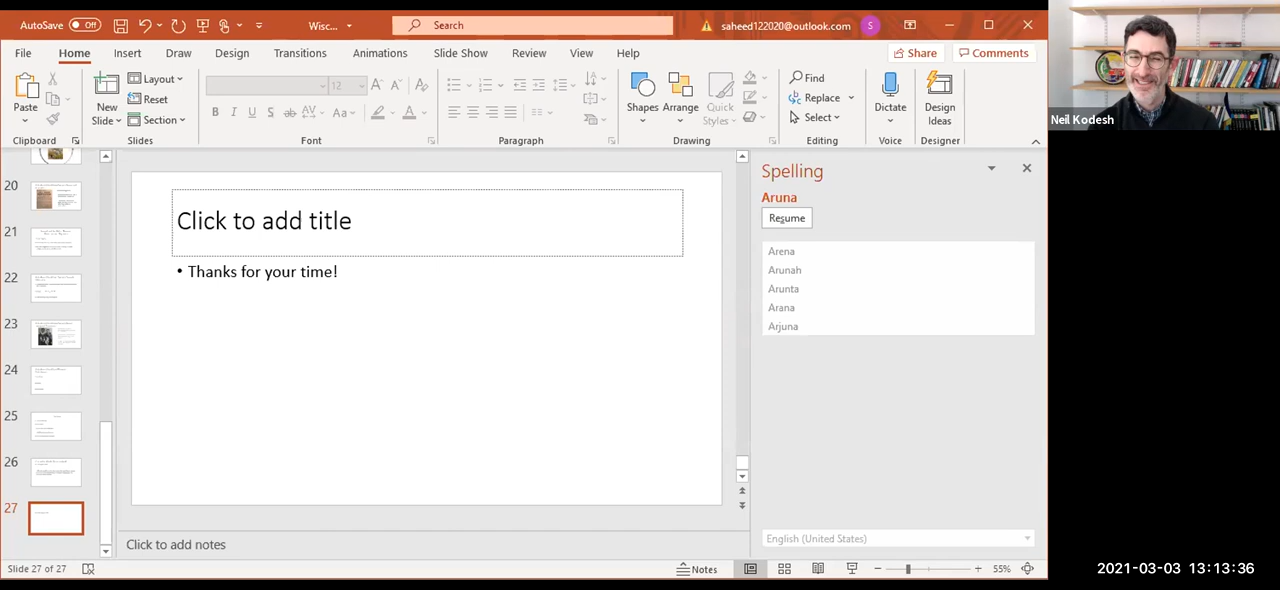 AutoSave Off Wisc... Search saheed122020@outlook.com S
File Home Insert Draw Design Transitions Animations Slide Show Review View Help Share Comments
Paste New Slide Layout Reset Section 12 Shapes Arrange Quick Styles Find Replace Select Dictate Design Ideas
Clipboard Slides Font Paragraph Drawing Editing Voice Designer
Neil Kodesh
20
21
22
23
24
25
26
27
Click to add title
• Thanks for your time!
Click to add notes
Spelling
Aruna
Resume
Arena
Arunah
Arunta
Arana
Arjuna
English (United States)
Slide 27 of 27 Notes 55%
2021-03-03 13:13:36